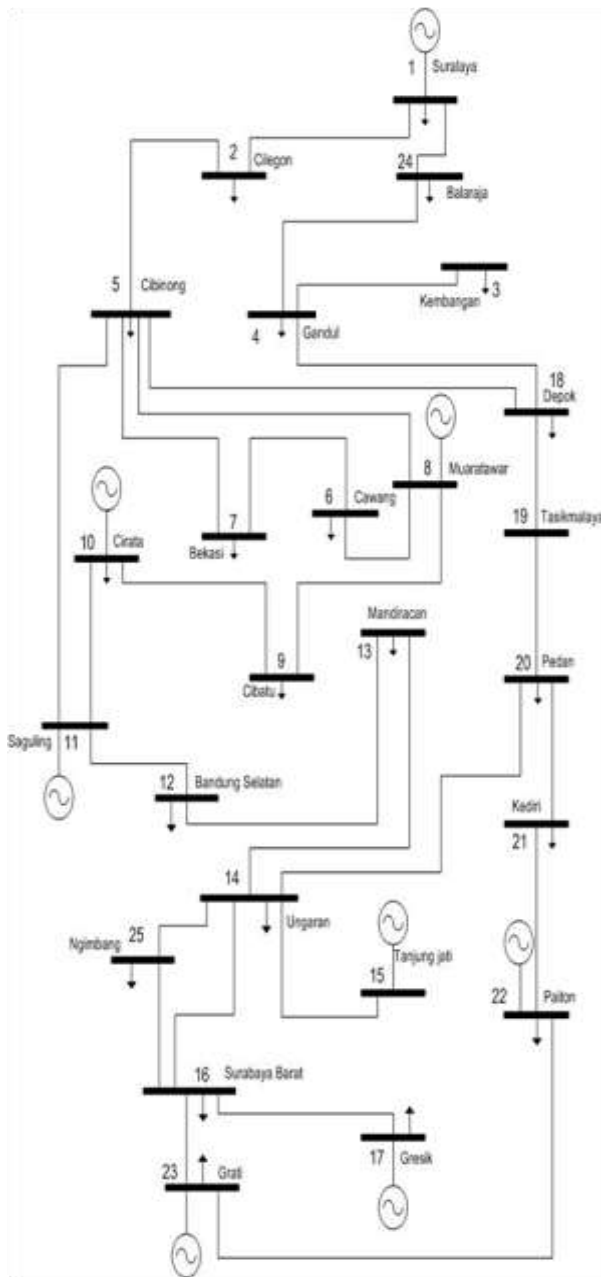 1 Suralaya
2 Cilegon
24
Balaraja
5 Cibinong
Kembangan 3
4 Gandul
18
Depok
8 Muaratawar
6 Cawang
19 Tasikmalaya
7
Bekasi
10 Cirata
Mandiracan
13
9
Cibatu
20 Pedan
Saguling 11
12 Bandung Selatan
Kediri
21
14
Ungaran
25
Ngimbang
Tanjung jati
15
22 Paiton
16 Surabaya Barat
17 Gresik
23 Grati